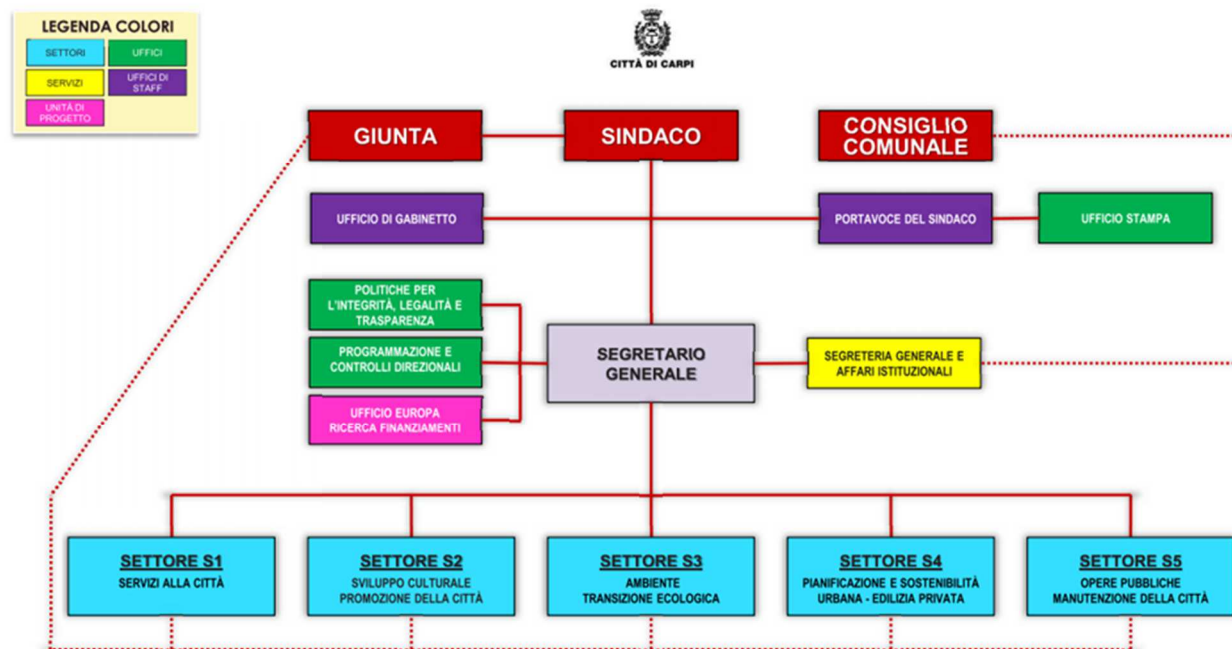 LEGENDA COLORI
SETTORI
UFFICI
SERVIZI
UFFICI DI
STAFF
UNITÀ DI
PROGETTO
CITTÀ DI CARPI
GIUNTA
SINDACO
CONSIGLIO
COMUNALE
UFFICIO DI GABINETTO
PORTAVOCE DEL SINDACO
UFFICIO STAMPA
POLITICHE PER
L'INTEGRITÀ, LEGALITÀ E
TRASPARENZA
PROGRAMMAZIONE E
CONTROLLI DIREZIONALI
UFFICIO EUROPA
RICERCA FINANZIAMENTI
SEGRETARIO
GENERALE
SEGRETERIA GENERALE E
AFFARI ISTITUZIONALI
SETTORE S1
SERVIZI ALLA CITTÀ
SETTORE S2
SVILUPPO CULTURALE
PROMOZIONE DELLA CITTÀ
SETTORE S3
AMBIENTE
TRANSIZIONE ECOLOGICA
SETTORE S4
PIANIFICAZIONE E SOSTENIBILITÀ
URBANA - EDILIZIA PRIVATA
SETTORE S5
OPERE PUBBLICHE
MANUTENZIONE DELLA CITTÀ